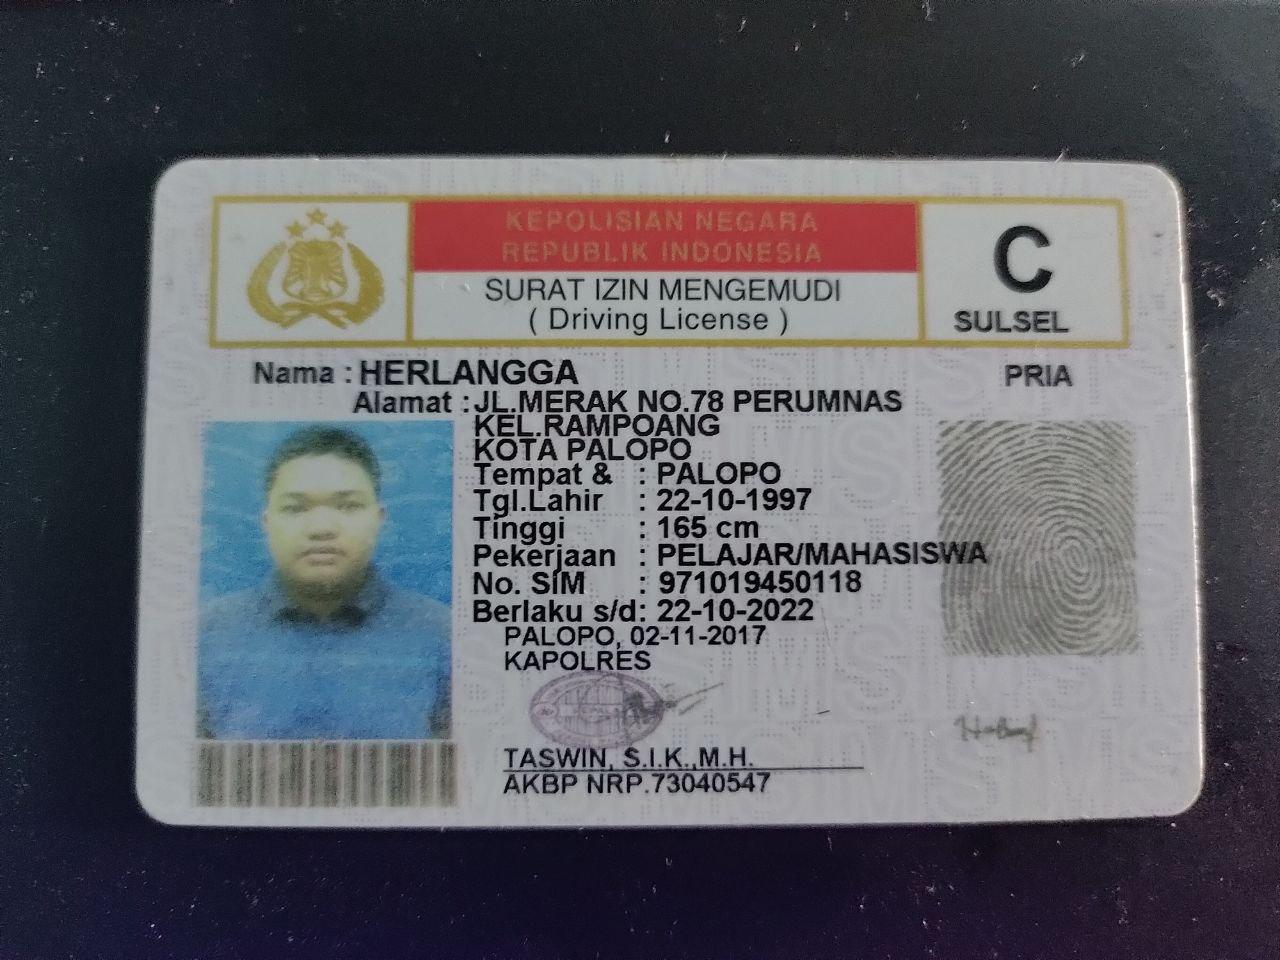 KEPOLISIAN NEGARA
REPUBLIK INDONESIA
SURAT IZIN MENGEMUDI
( Driving License )
C
SULSEL
Nama : HERLANGGA
PRIA
Alamat : JL.MERAK NO.78 PERUMNAS
KEL.RAMPOANG
KOTA PALOPO
Tempat & : PALOPO
Tgl.Lahir : 22-10-1997
Tinggi : 165 cm
Pekerjaan : PELAJAR/MAHASISWA
No. SIM : 971019450118
Berlaku s/d: 22-10-2022
PALOPO, 02-11-2017
KAPOLRES
TASWIN, S.I.K.,M.H.
AKBP NRP.73040547